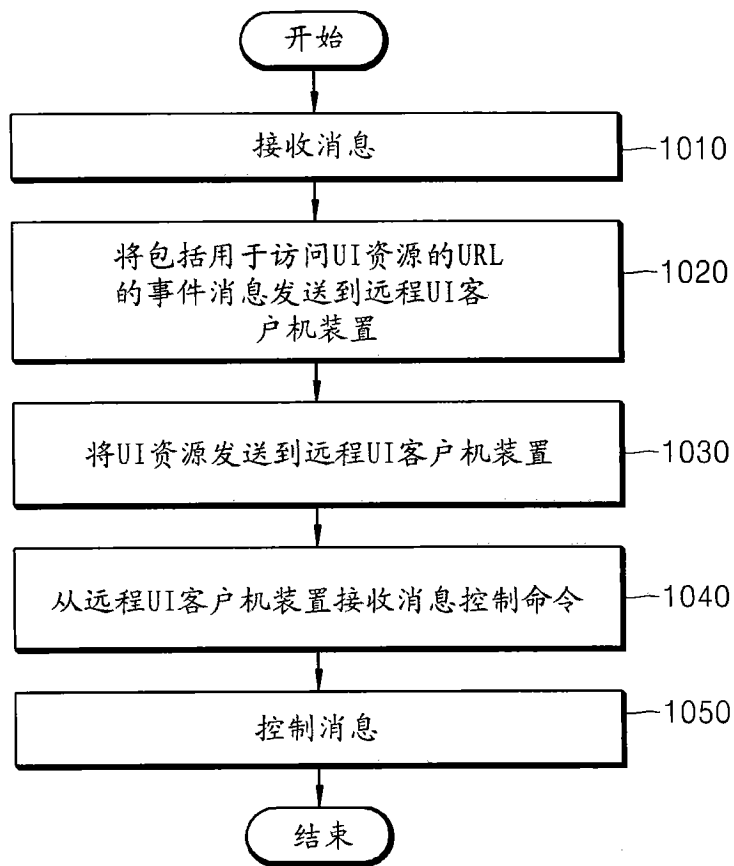 开始
接收消息
1010
将包括用于访问UI资源的URL
的事件消息发送到远程UI客
户机装置
1020
将UI资源发送到远程UI客户机装置
1030
从远程UI客户机装置接收消息控制命令
1040
控制消息
1050
结束